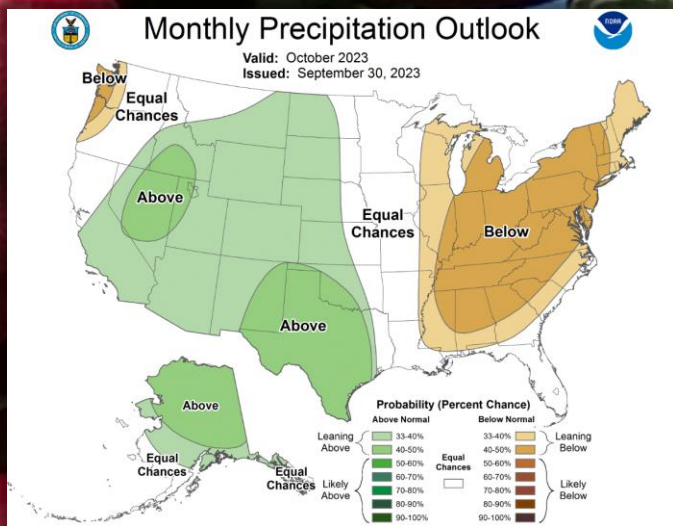 Monthly Precipitation Outlook
Valid: October 2023
Issued: September 30, 2023
NOAA
Below
Equal
Chances
Above
Equal
Chances
Below
Above
Above
Equal
Chances
Equal
Chances
Probability (Percent Chance)
Above Normal
Below Normal
Leaning
Above
33-40%
40-50%
50-60%
60-70%
70-80%
80-90%
90-100%
Likely
Above
Equal
Chances
33-40%
40-50%
50-60%
60-70%
70-80%
80-90%
90-100%
Leaning
Below
Likely
Below